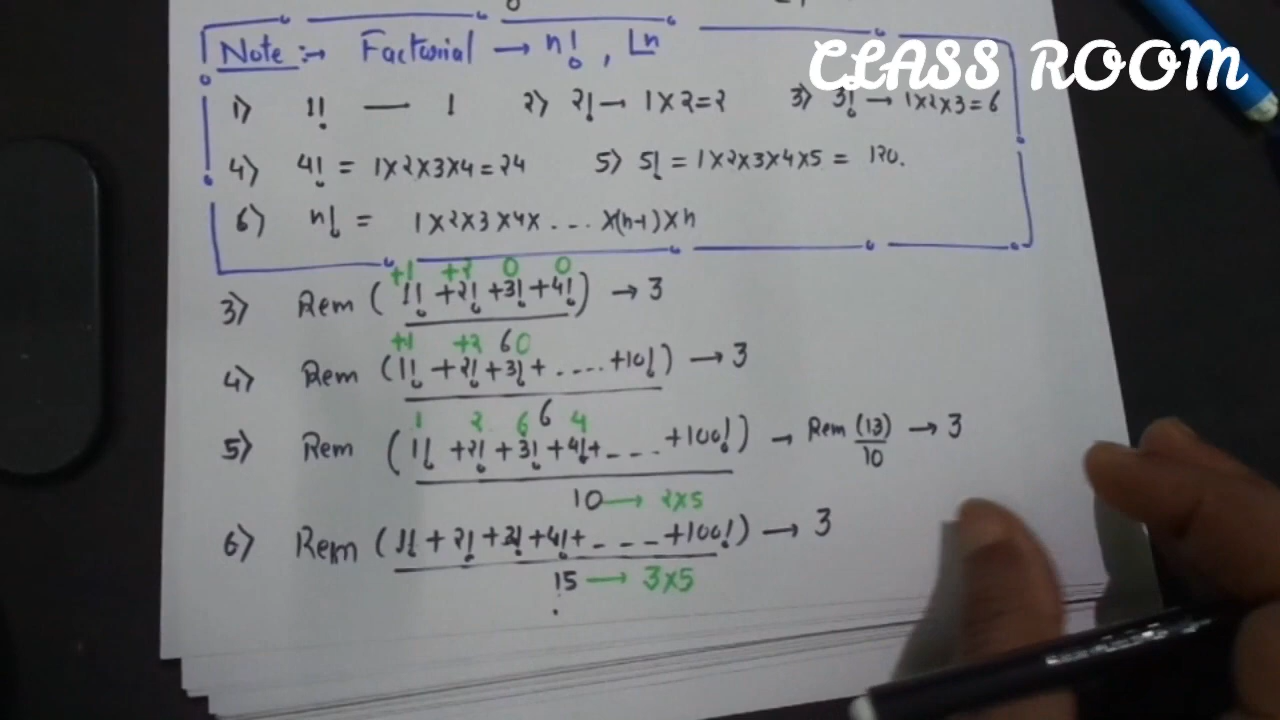 CLASS ROOM
Note :→ Factorial → n! , ⌊n
1) 1! — 1 2) 2! → 1×2=2 3) 3! → 1×2×3=6
4) 4! = 1×2×3×4=24 5) 5! = 1×2×3×4×5 = 120.
6) n! = 1×2×3×4×...×(n-1)×n
+1 +2 0 0
3) Rem (1! +2! +3! +4!) → 3
+1 +2 6 0
4) Rem (1! +2! +3! + ..... +10!) → 3
1 2 6 6 4
5) Rem (1! +2! +3! +4!+ _ _ _ +100!) → Rem (13) → 3
10
10 → 2×5
6) Rem (1! + 2! +3! +4!+ _ _ _ _ +100!) → 3
15 → 3×5